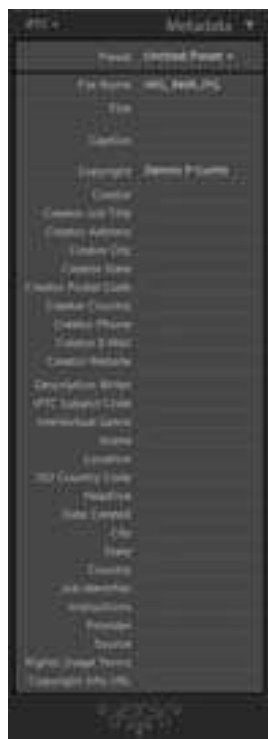 IPTC Metadata
Preset
File Name
Title
Caption
Copyright
Creator
Creator Job Title
Creator Address
Creator City
Creator State
Creator Postal Code
Creator Country
Creator Phone
Creator E-Mail
Creator Website
Description Writer
IPTC Subject Code
Intellectual Genre
Scene
Location
ISO Country Code
Headline
Date Created
City
State
Country
Job Identifier
Instructions
Provider
Source
Rights Usage Terms
Copyright Info URL